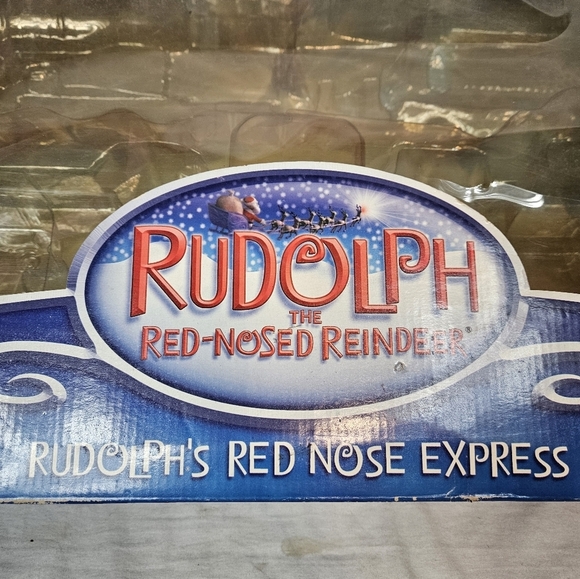 RUDOLPH
THE
RED-NOSED REINDEER®
RUDOLPH'S RED NOSE EXPRESS